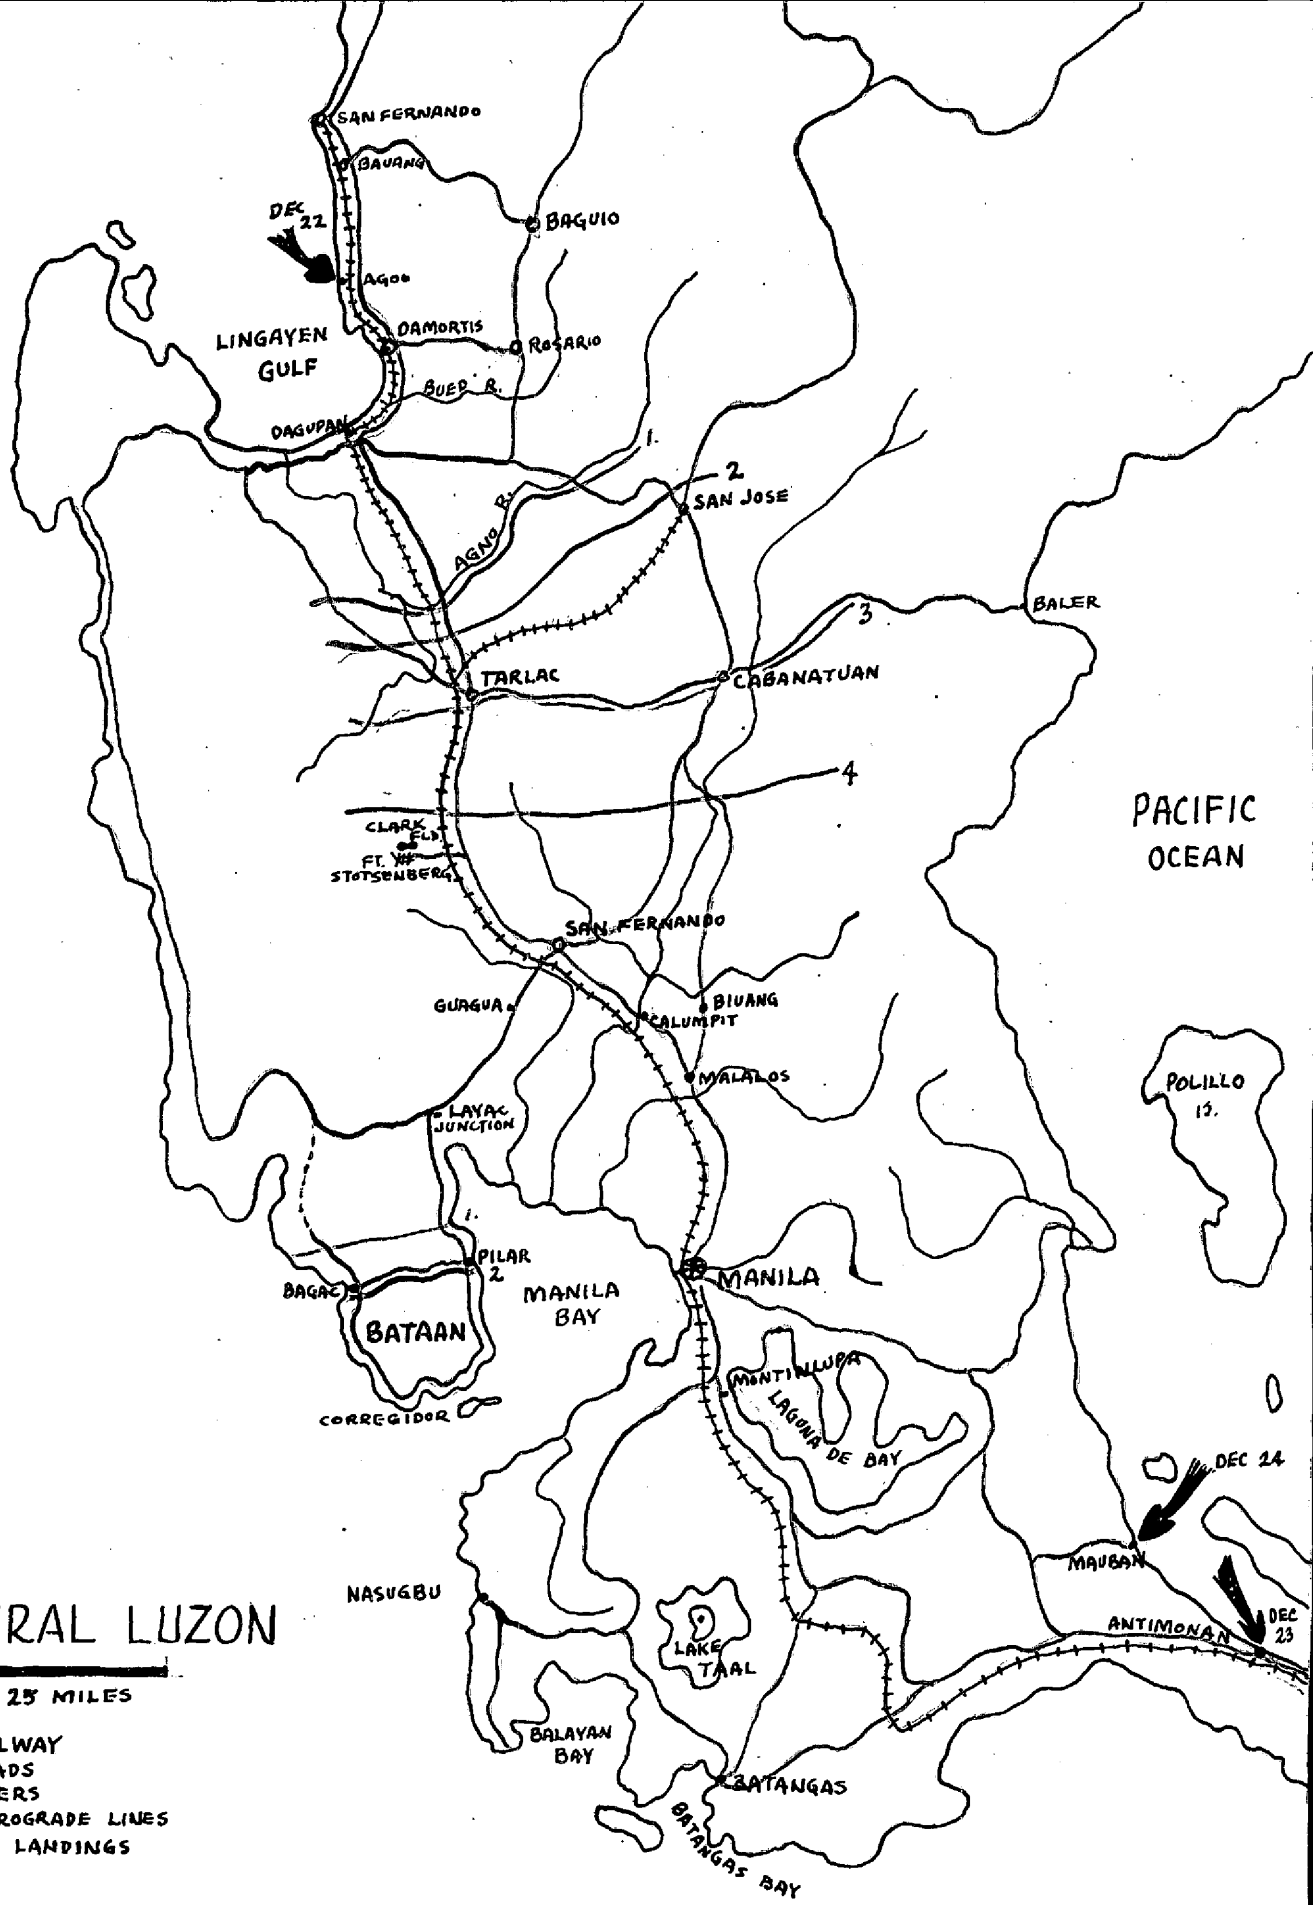 SAN FERNANDO
BAUANG
DEC
22
BAGUIO
AGOO
LINGAYEN
GULF
DAMORTIS
ROSARIO
BUED R.
DAGUPAN
1.
2
AGNO R.
SAN JOSE
3
BALER
TARLAC
CABANATUAN
4
CLARK
FLD.
FT.
STOTSENBERG
PACIFIC
OCEAN
SAN FERNANDO
GUAGUA
BIUANG
CALUMPIT
MALALOS
LAYAC
JUNCTION
POLILLO
IS.
1.
PILAR
2
BAGAC
BATAAN
MANILA
BAY
MANILA
CORREGIDOR
MONTINLUPA
LAGUNA DE BAY
DEC 24
MAUBAN
NASUGBU
ANTIMONAN
DEC
23
LAKE
TAAL
RAL LUZON
25 MILES
LWAY
ADS
ERS
ROGRADE LINES
LANDINGS
BALAYAN
BAY
BATANGAS
BATANGAS BAY